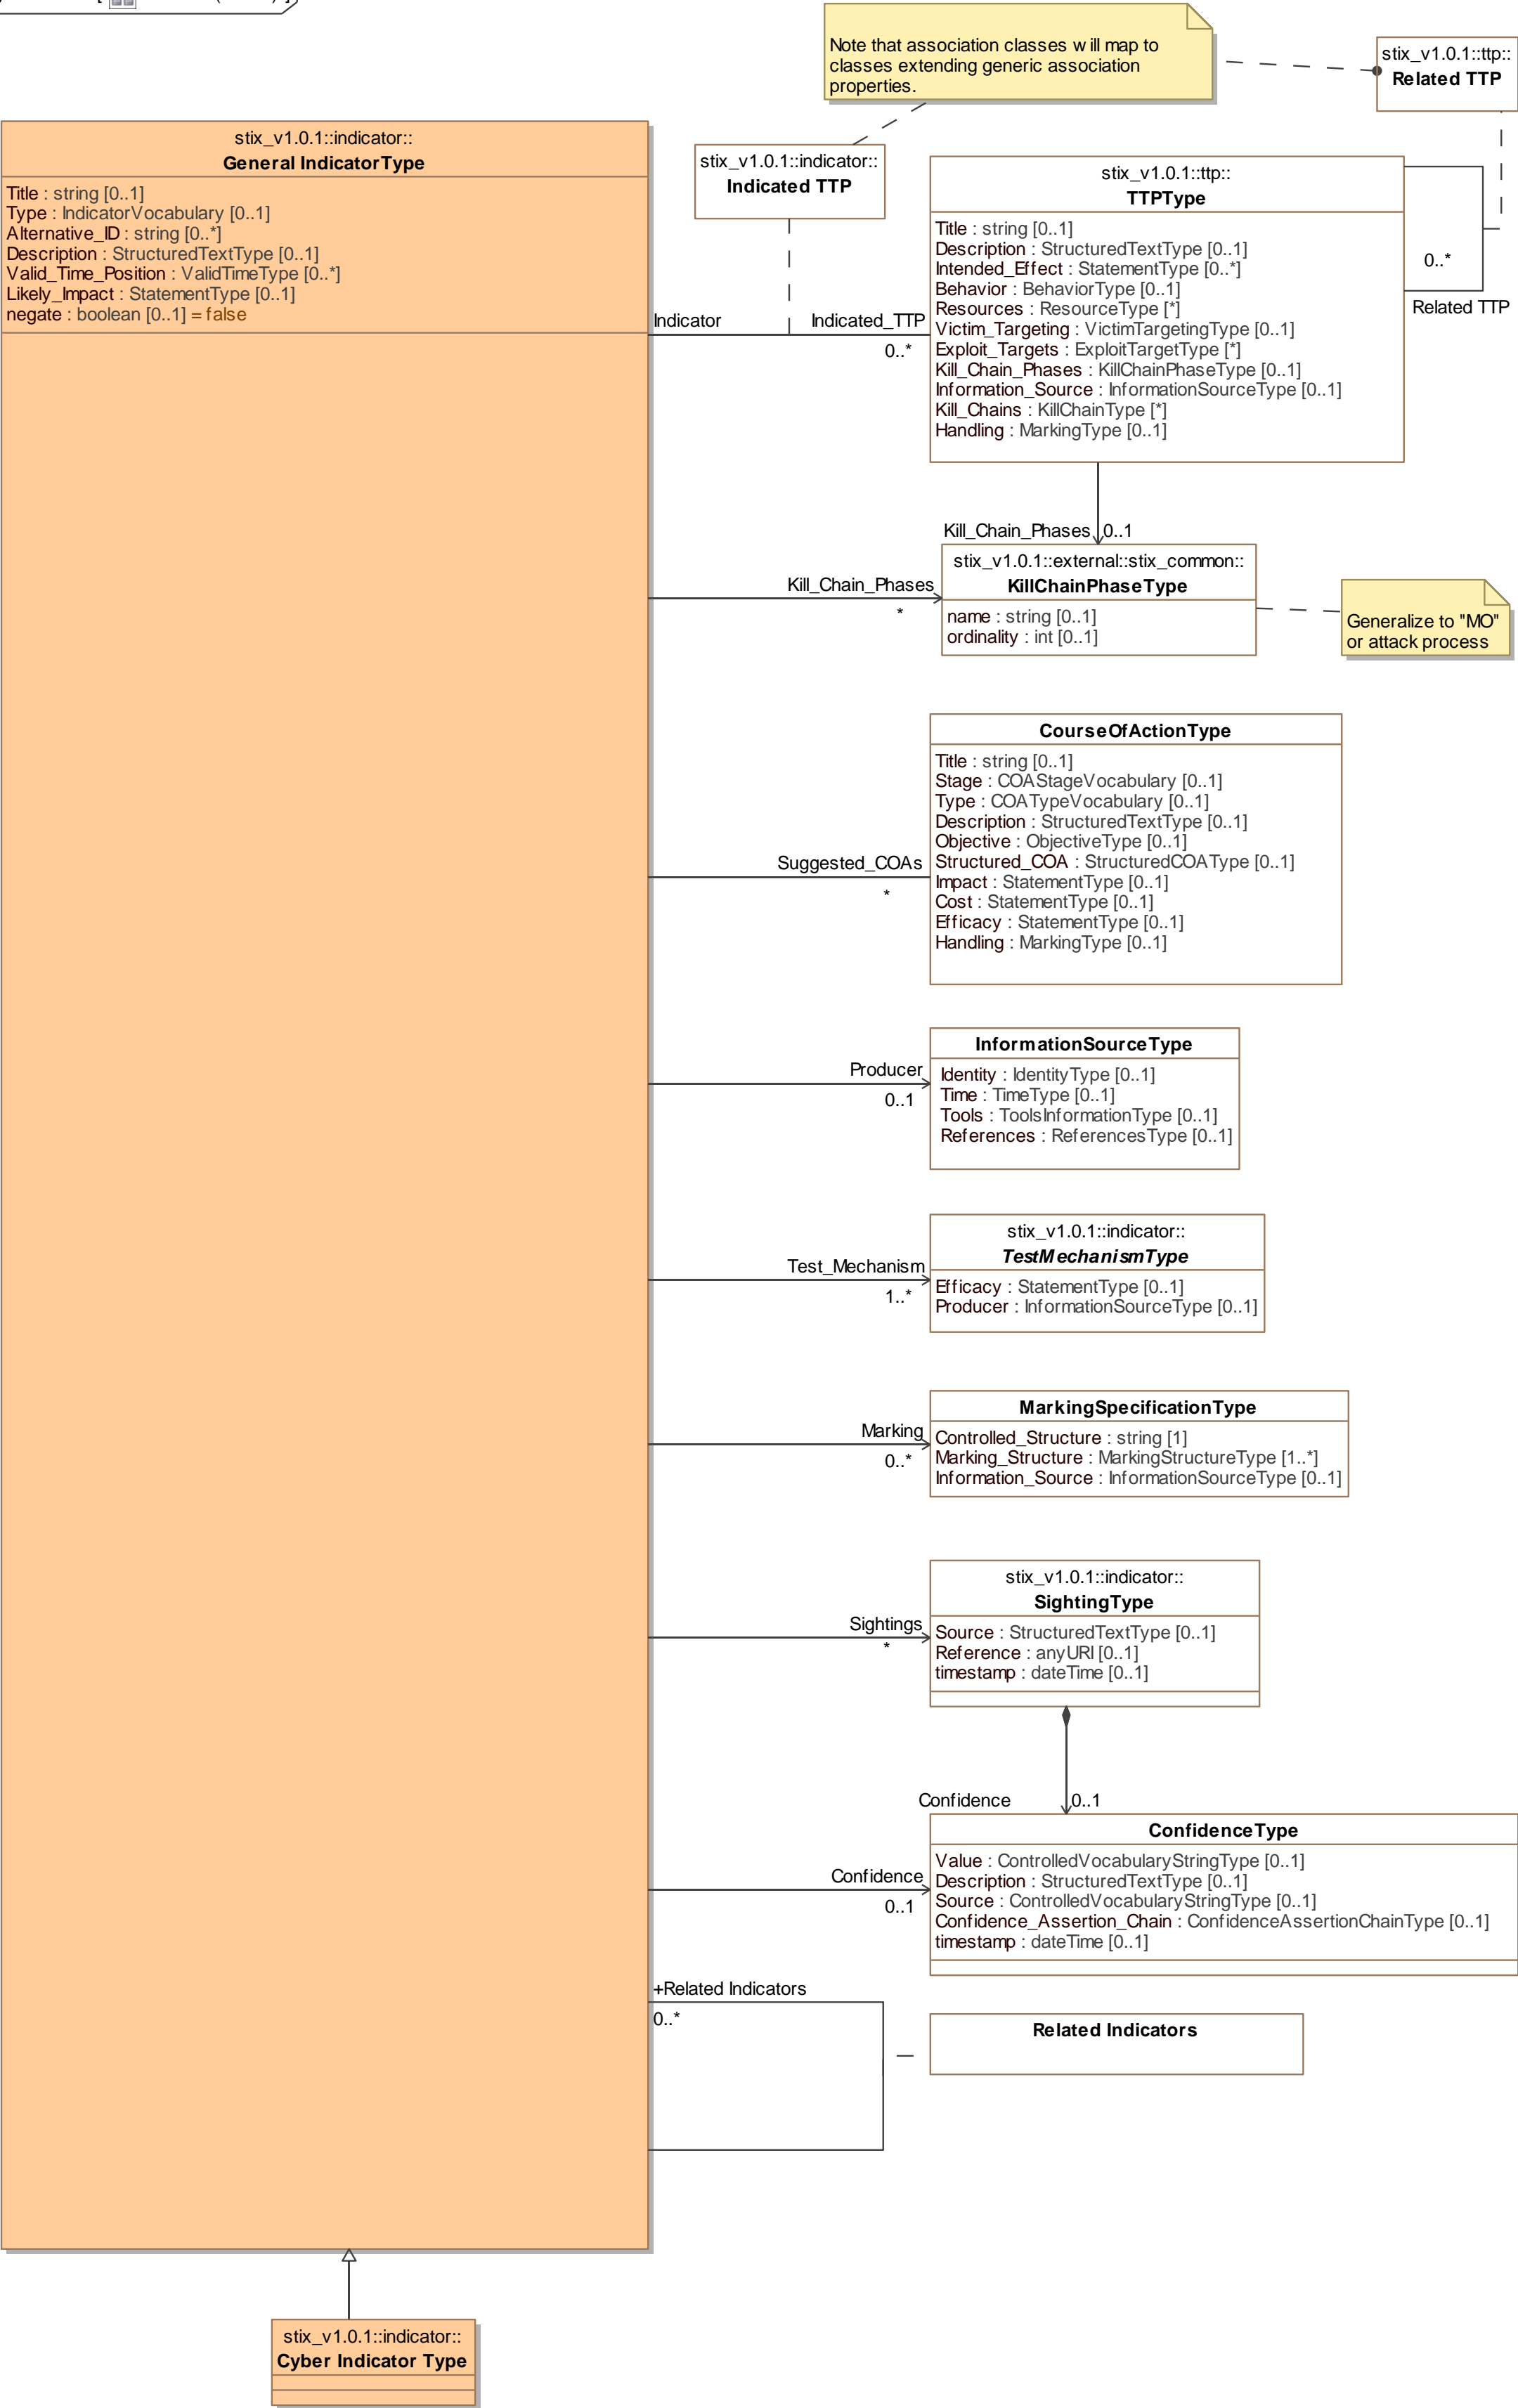 Note that association classes will map to
classes extending generic association
properties.
stix_v1.0.1::ttp::
Related TTP
stix_v1.0.1::indicator::
General IndicatorType
Title : string [0..1]
Type : IndicatorVocabulary [0..1]
Alternative_ID : string [0..*]
Description : StructuredTextType [0..1]
Valid_Time_Position : ValidTimeType [0..*]
Likely_Impact : StatementType [0..1]
negate : boolean [0..1] = false
stix_v1.0.1::indicator::
Indicated TTP
stix_v1.0.1::ttp::
TTPType
Title : string [0..1]
Description : StructuredTextType [0..1]
Intended_Effect : StatementType [0..*]
Behavior : BehaviorType [0..1]
Resources : ResourceType [*]
Victim_Targeting : VictimTargetingType [0..1]
Exploit_Targets : ExploitTargetType [*]
Kill_Chain_Phases : KillChainPhaseType [0..1]
Information_Source : InformationSourceType [0..1]
Kill_Chains : KillChainType [*]
Handling : MarkingType [0..1]
0..*
Related TTP
Indicator
Indicated_TTP
0..*
Kill_Chain_Phases
0..1
stix_v1.0.1::external::stix_common::
KillChainPhaseType
name : string [0..1]
ordinality : int [0..1]
Kill_Chain_Phases
*
Generalize to "MO"
or attack process
CourseOfActionType
Title : string [0..1]
Stage : COAStageVocabulary [0..1]
Type : COATypeVocabulary [0..1]
Description : StructuredTextType [0..1]
Objective : ObjectiveType [0..1]
Structured_COA : StructuredCOAType [0..1]
Impact : StatementType [0..1]
Cost : StatementType [0..1]
Efficacy : StatementType [0..1]
Handling : MarkingType [0..1]
Suggested_COAs
*
InformationSourceType
Identity : IdentityType [0..1]
Time : TimeType [0..1]
Tools : ToolsInformationType [0..1]
References : ReferencesType [0..1]
Producer
0..1
stix_v1.0.1::indicator::
TestMechanismType
Efficacy : StatementType [0..1]
Producer : InformationSourceType [0..1]
Test_Mechanism
1..*
MarkingSpecificationType
Controlled_Structure : string [1]
Marking_Structure : MarkingStructureType [1..*]
Information_Source : InformationSourceType [0..1]
Marking
0..*
stix_v1.0.1::indicator::
SightingType
Source : StructuredTextType [0..1]
Reference : anyURI [0..1]
timestamp : dateTime [0..1]
Sightings
*
Confidence
0..1
ConfidenceType
Value : ControlledVocabularyStringType [0..1]
Description : StructuredTextType [0..1]
Source : ControlledVocabularyStringType [0..1]
Confidence_Assertion_Chain : ConfidenceAssertionChainType [0..1]
timestamp : dateTime [0..1]
Confidence
0..1
+Related Indicators
0..*
Related Indicators
stix_v1.0.1::indicator::
Cyber Indicator Type